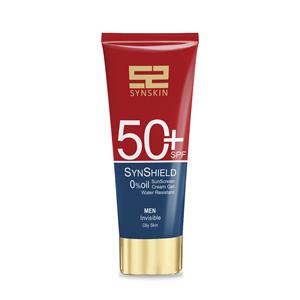 SYNSKIN
50+
SPF
SYNSHIELD
0%oil SunScreen
Cream Gel
Water Resistant
MEN
Invisible
Oily Skin